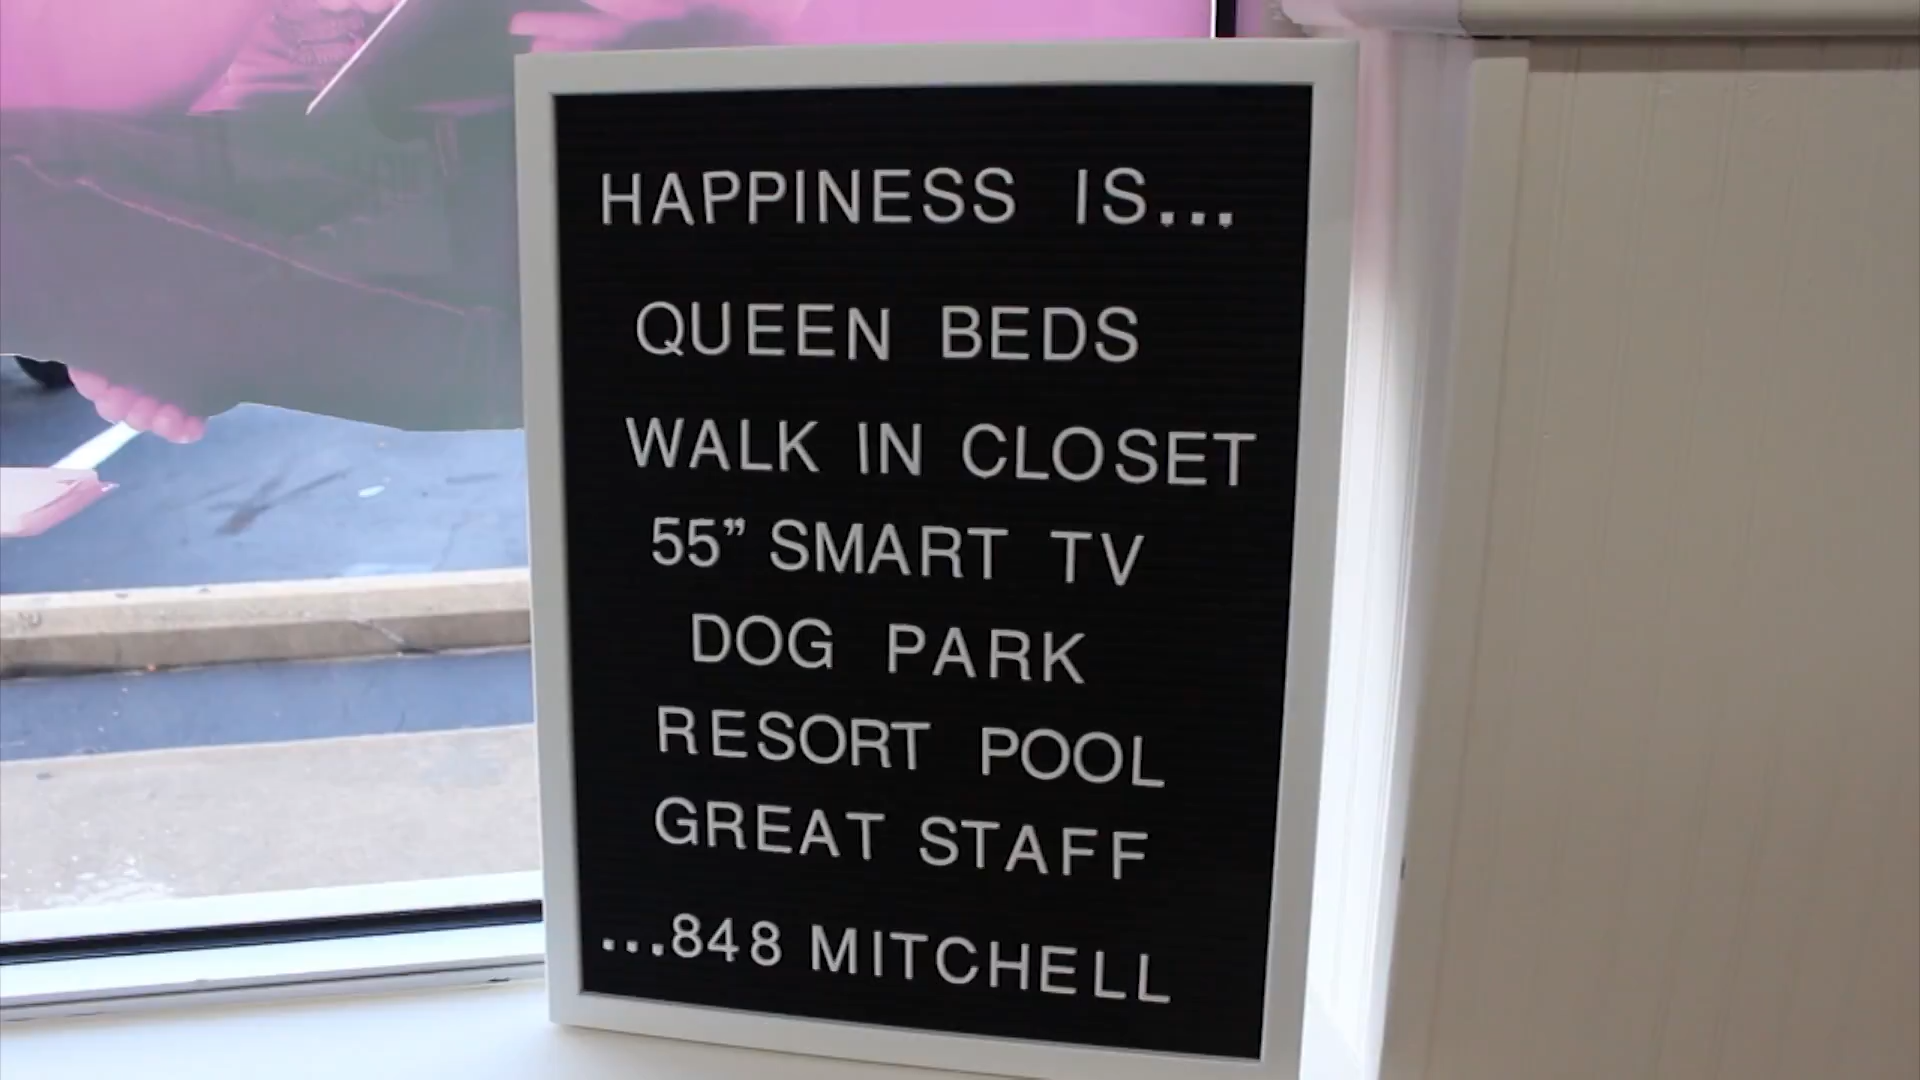 HAPPINESS IS...
QUEEN BEDS
WALK IN CLOSET
55” SMART TV
DOG PARK
RESORT POOL
GREAT STAFF
...848 MITCHELL